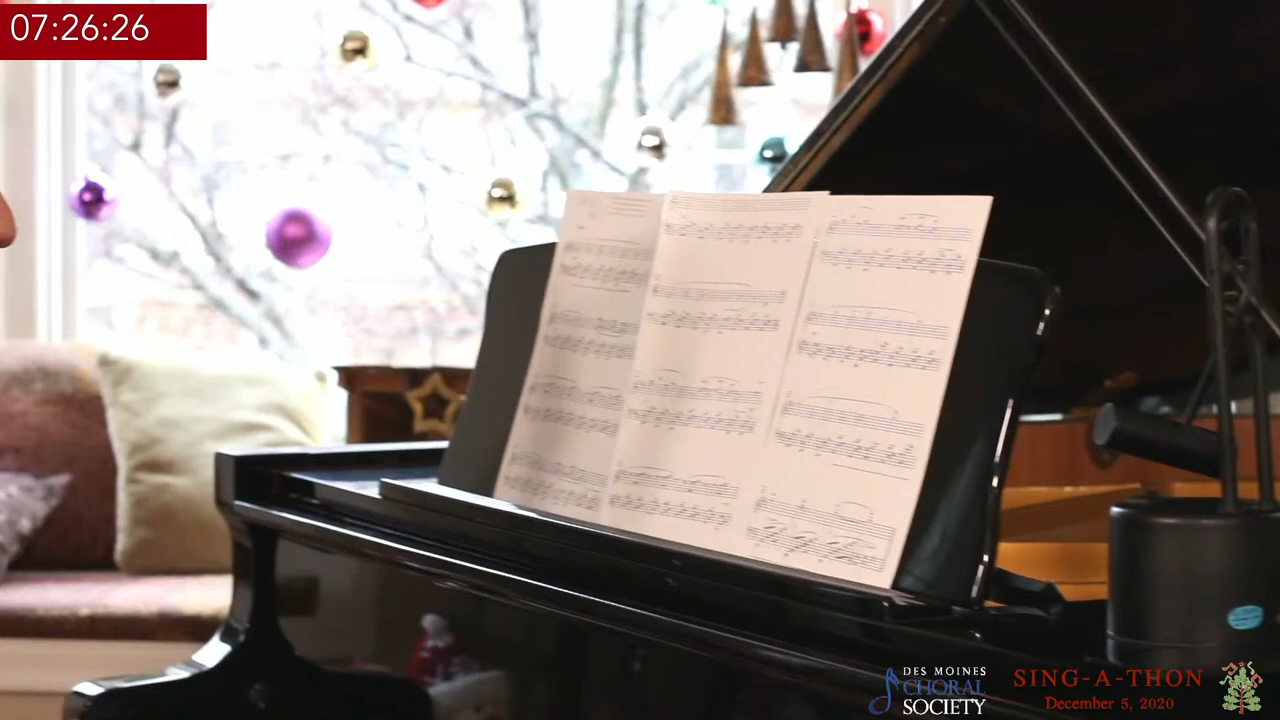 07:26:26
DES MOINES
CHORAL
SOCIETY
SING-A-THON
December 5, 2020